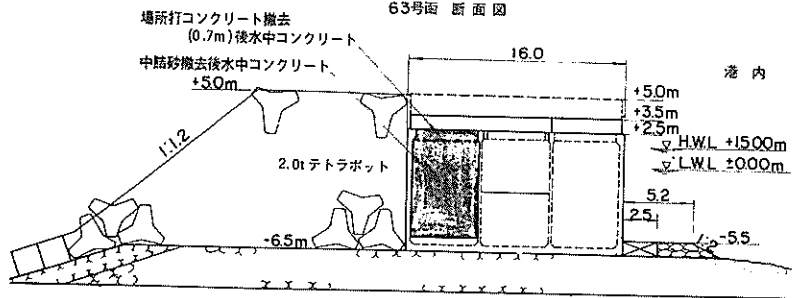 63号函 断面図
場所打コンクリート撤去
(0.7m)後水中コンクリート
中詰砂撤去後水中コンクリート
+5.0m
16.0
港内
+5.0m
+3.5m
+2.5m
H.W.L +1.500m
L.W.L ±0.00m
1:1.2
2.0t テトラポット
5.2
2.5
-6.5m
-5.5